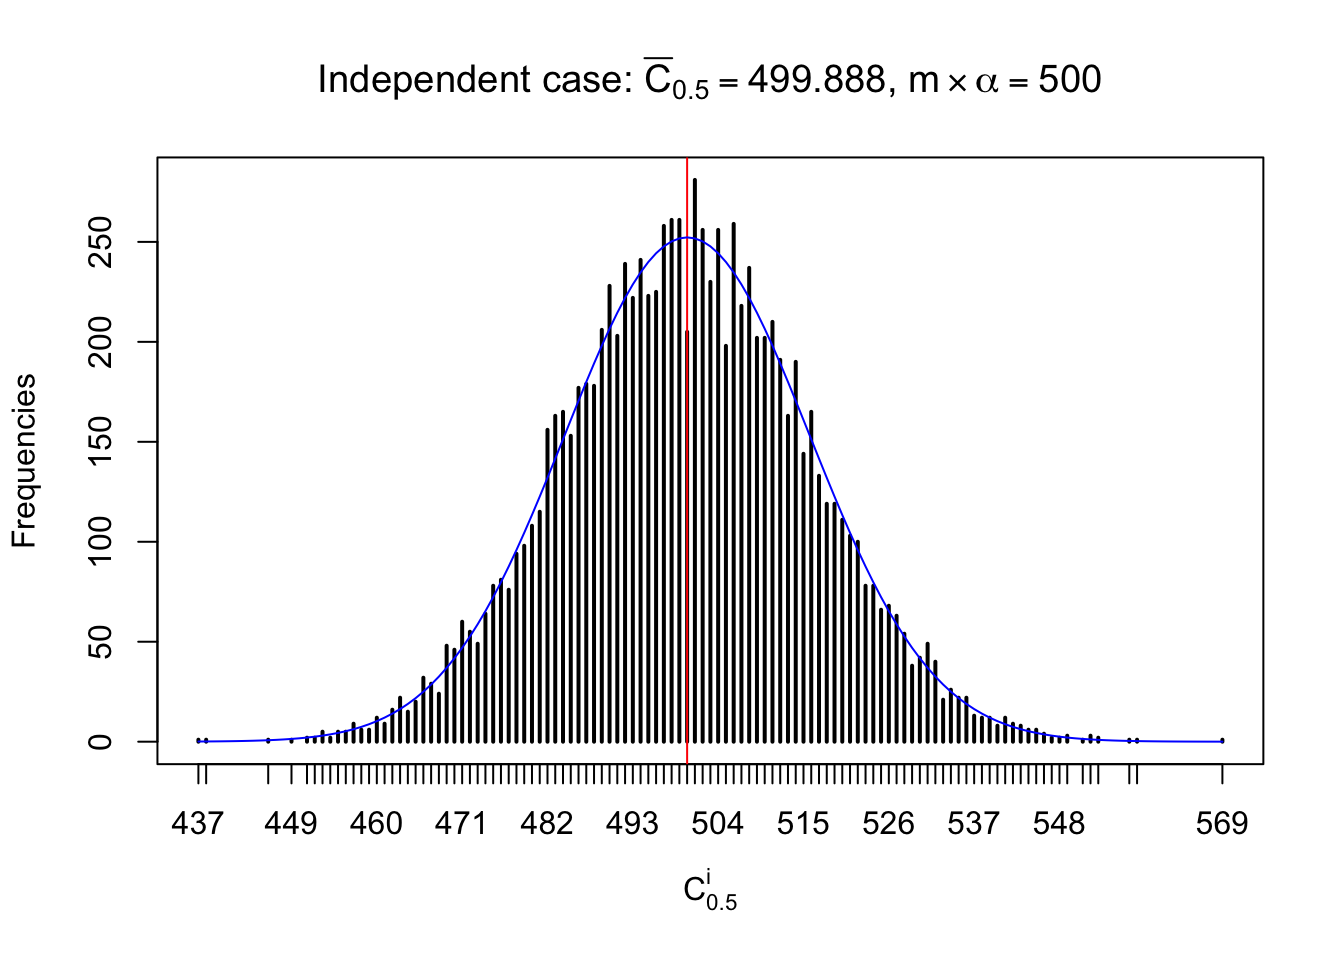 Independent case: C̅₀.₅ = 499.888, m × α = 500
Frequencies
250
200
150
100
50
0
437 449 460 471 482 493 504 515 526 537 548 569
Cⁱ₀.₅